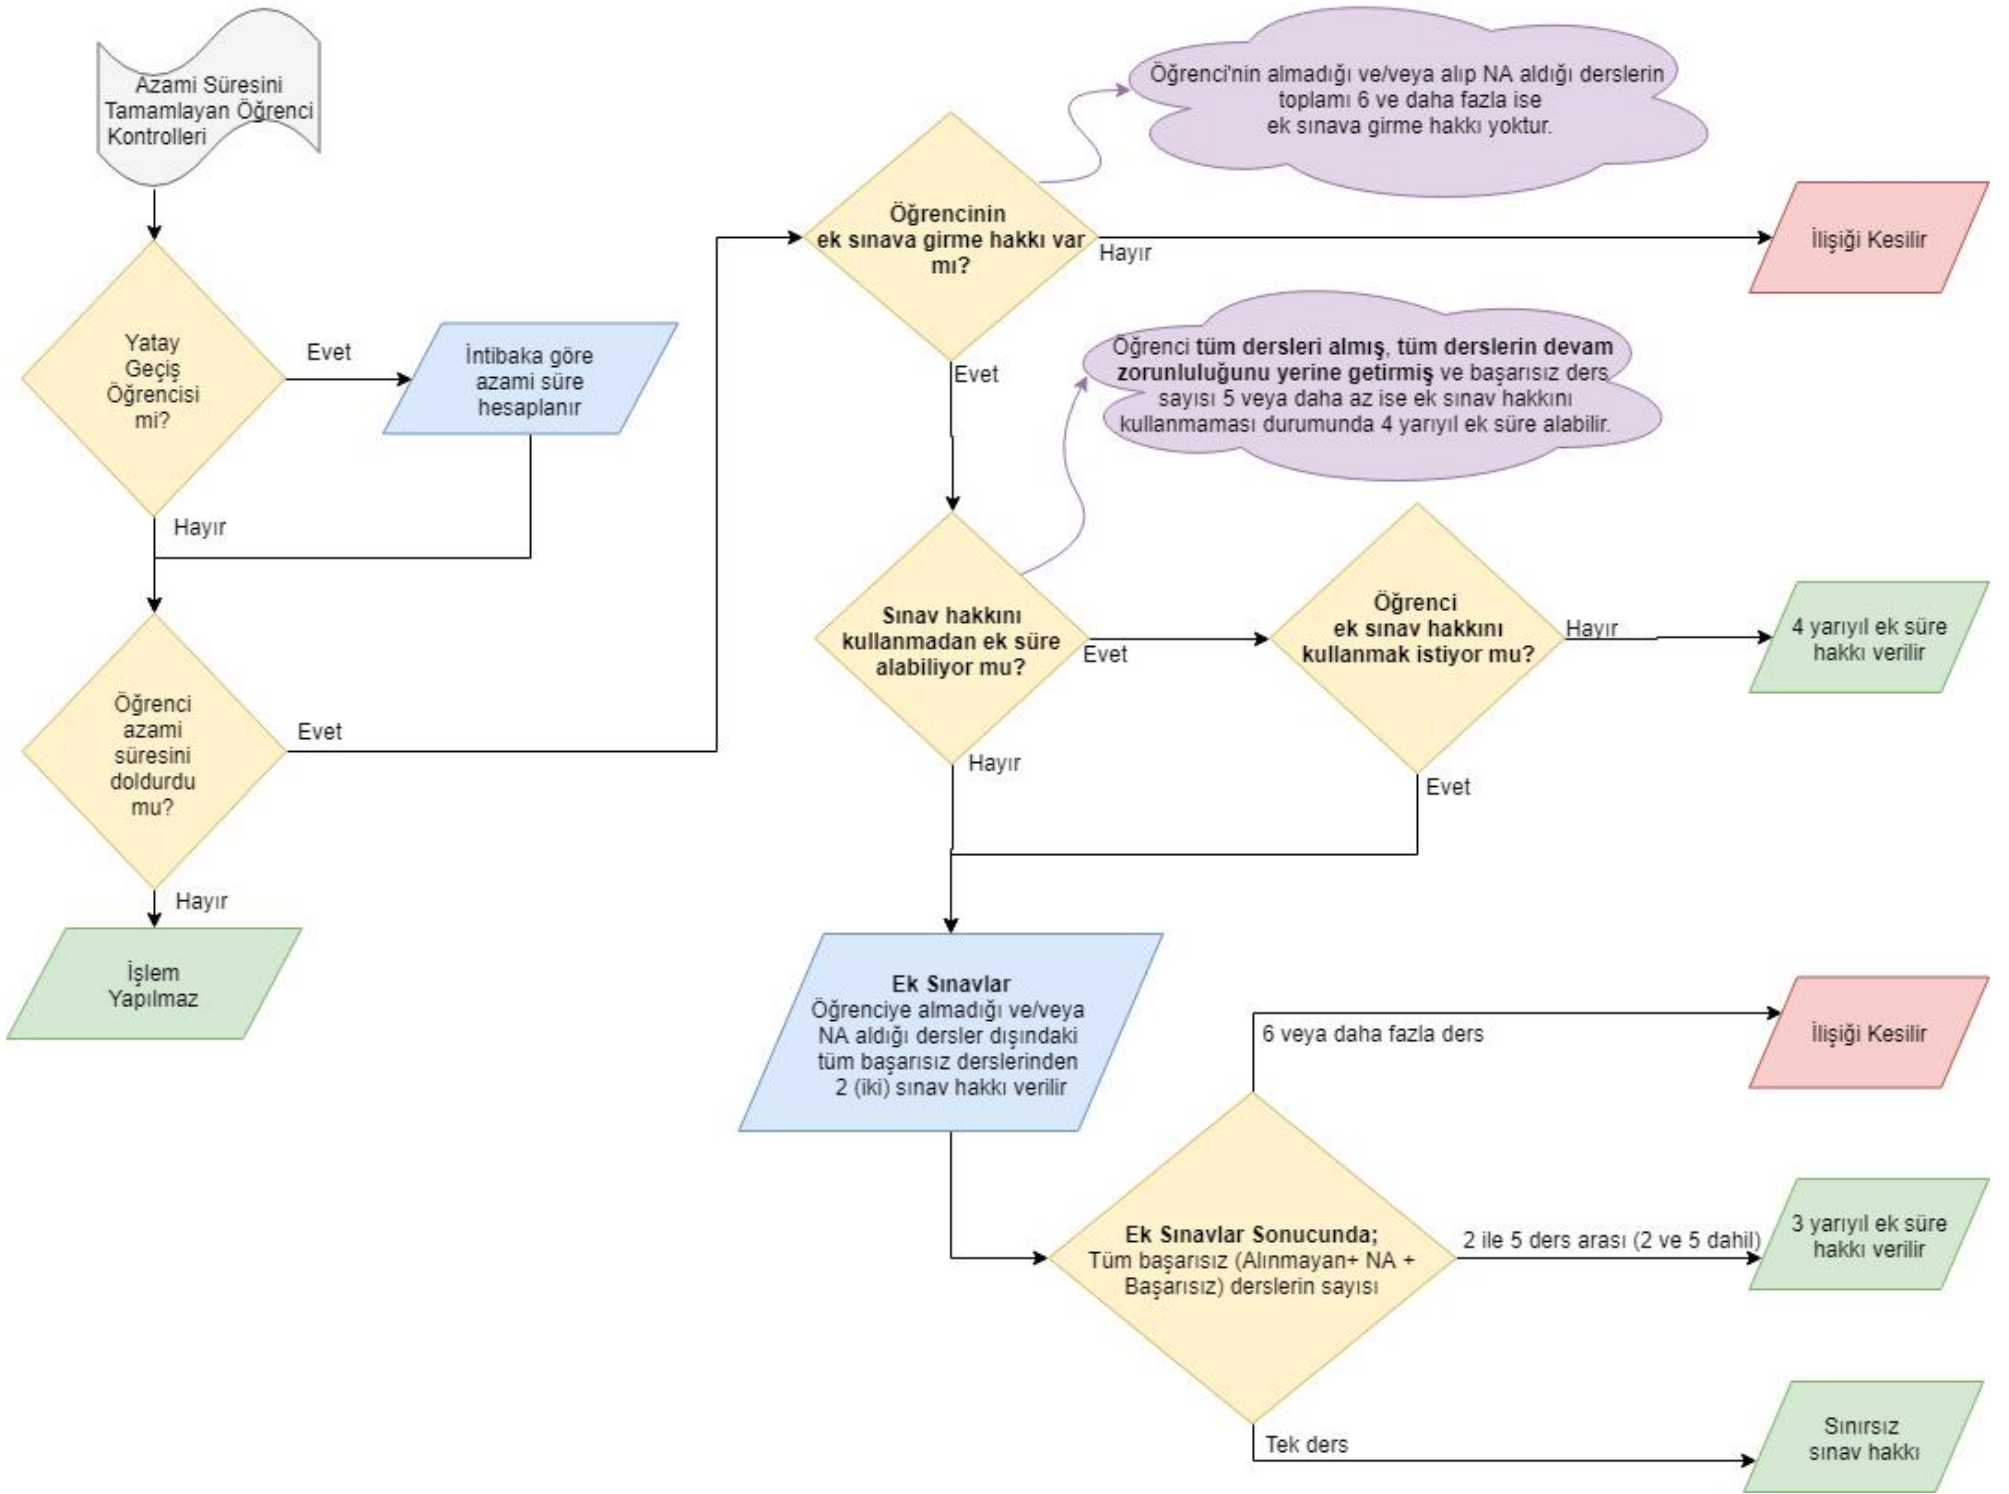 Azami Süresini
Tamamlayan Öğrenci
Kontrolleri
Yatay
Geçiş
Öğrencisi
mi?
Evet
İntibaka göre
azami süre
hesaplanır
Hayır
Öğrenci
azami
süresini
doldurdu
mu?
Evet
Hayır
İşlem
Yapılmaz
Öğrenci'nin almadığı ve/veya alıp NA aldığı derslerin
toplamı 6 ve daha fazla ise
ek sınava girme hakkı yoktur.
Öğrencinin
ek sınava girme hakkı var
mı?
Hayır
İlişiği Kesilir
Evet
Öğrenci tüm dersleri almış, tüm derslerin devam
zorunluluğunu yerine getirmiş ve başarısız ders
sayısı 5 veya daha az ise ek sınav hakkını
kullanmaması durumunda 4 yarıyıl ek süre alabilir.
Sınav hakkını
kullanmadan ek süre
alabiliyor mu?
Evet
Öğrenci
ek sınav hakkını
kullanmak istiyor mu?
Hayır
4 yarıyıl ek süre
hakkı verilir
Hayır
Evet
Ek Sınavlar
Öğrenciye almadığı ve/veya
NA aldığı dersler dışındaki
tüm başarısız derslerinden
2 (iki) sınav hakkı verilir
6 veya daha fazla ders
İlişiği Kesilir
Ek Sınavlar Sonucunda;
Tüm başarısız (Alınmayan+ NA +
Başarısız) derslerin sayısı
2 ile 5 ders arası (2 ve 5 dahil)
3 yarıyıl ek süre
hakkı verilir
Tek ders
Sınırsız
sınav hakkı